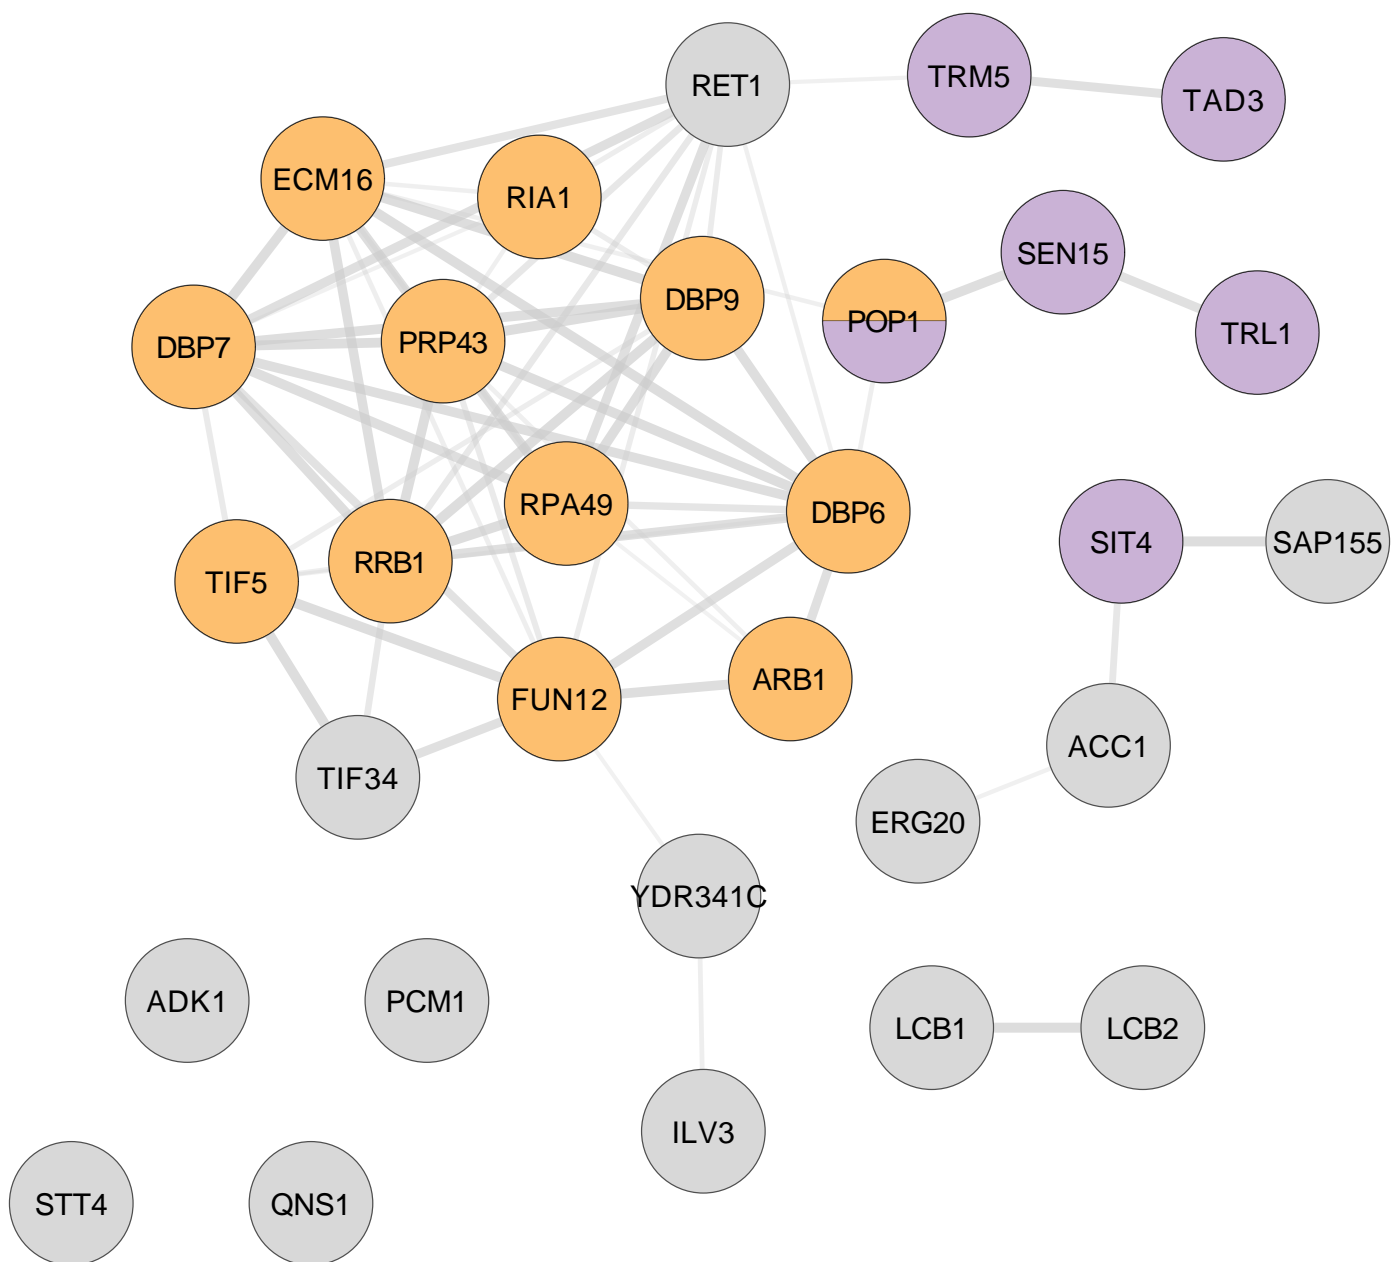 RET1
TRM5
TAD3
ECM16
RIA1
SEN15
DBP9
POP1
TRL1
DBP7
PRP43
RPA49
DBP6
SIT4
SAP155
TIF5
RRB1
FUN12
ARB1
ACC1
TIF34
ERG20
YDR341C
ADK1
PCM1
LCB1
LCB2
ILV3
STT4
QNS1